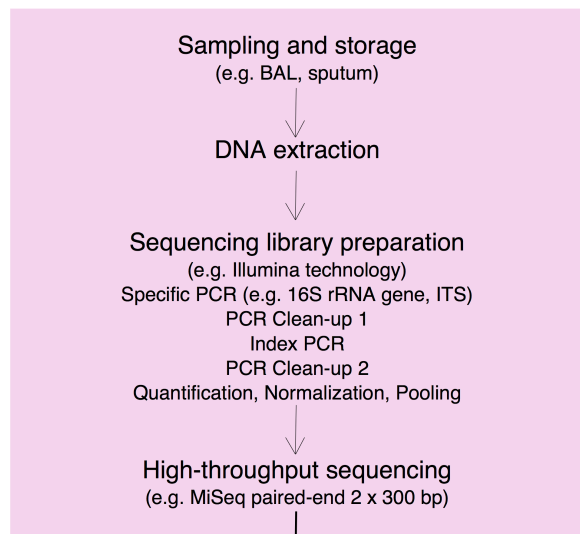 Sampling and storage
(e.g. BAL, sputum)
DNA extraction
Sequencing library preparation
(e.g. Illumina technology)
Specific PCR (e.g. 16S rRNA gene, ITS)
PCR Clean-up 1
Index PCR
PCR Clean-up 2
Quantification, Normalization, Pooling
High-throughput sequencing
(e.g. MiSeq paired-end 2 x 300 bp)